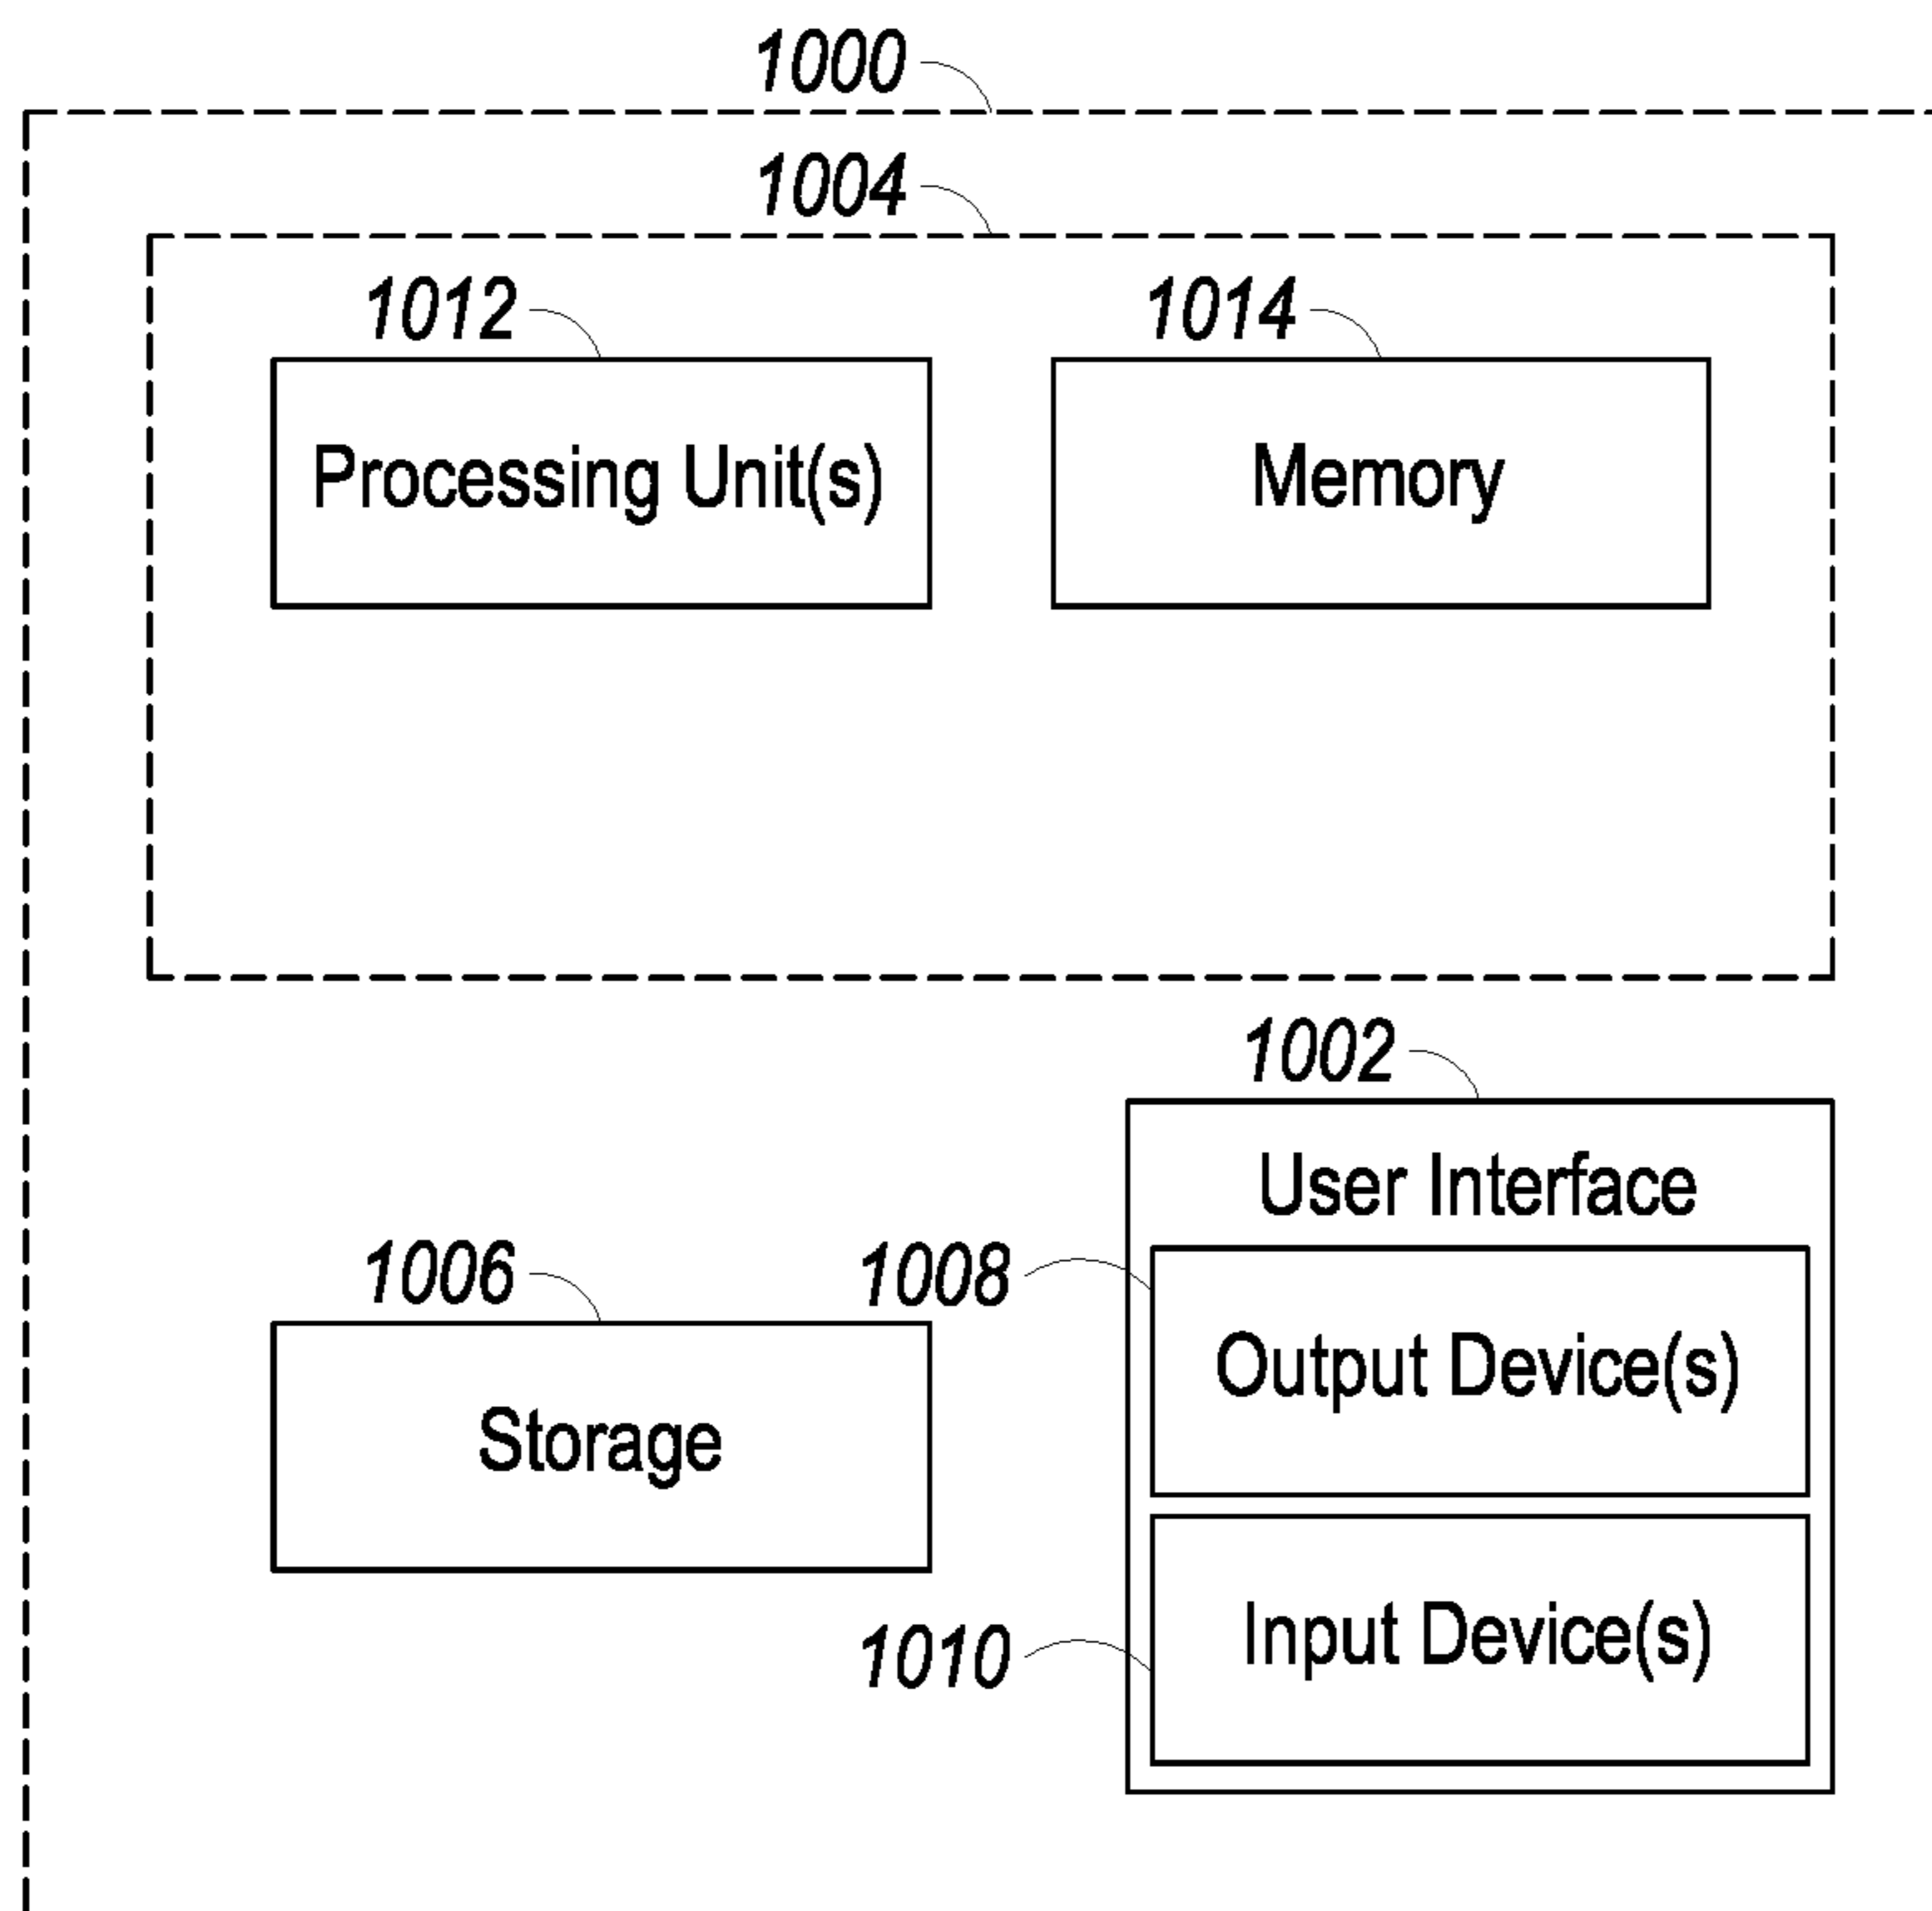 1000
1004
1012
1014
Processing Unit(s)
Memory
1002
User Interface
1006
1008
Output Device(s)
Storage
1010
Input Device(s)